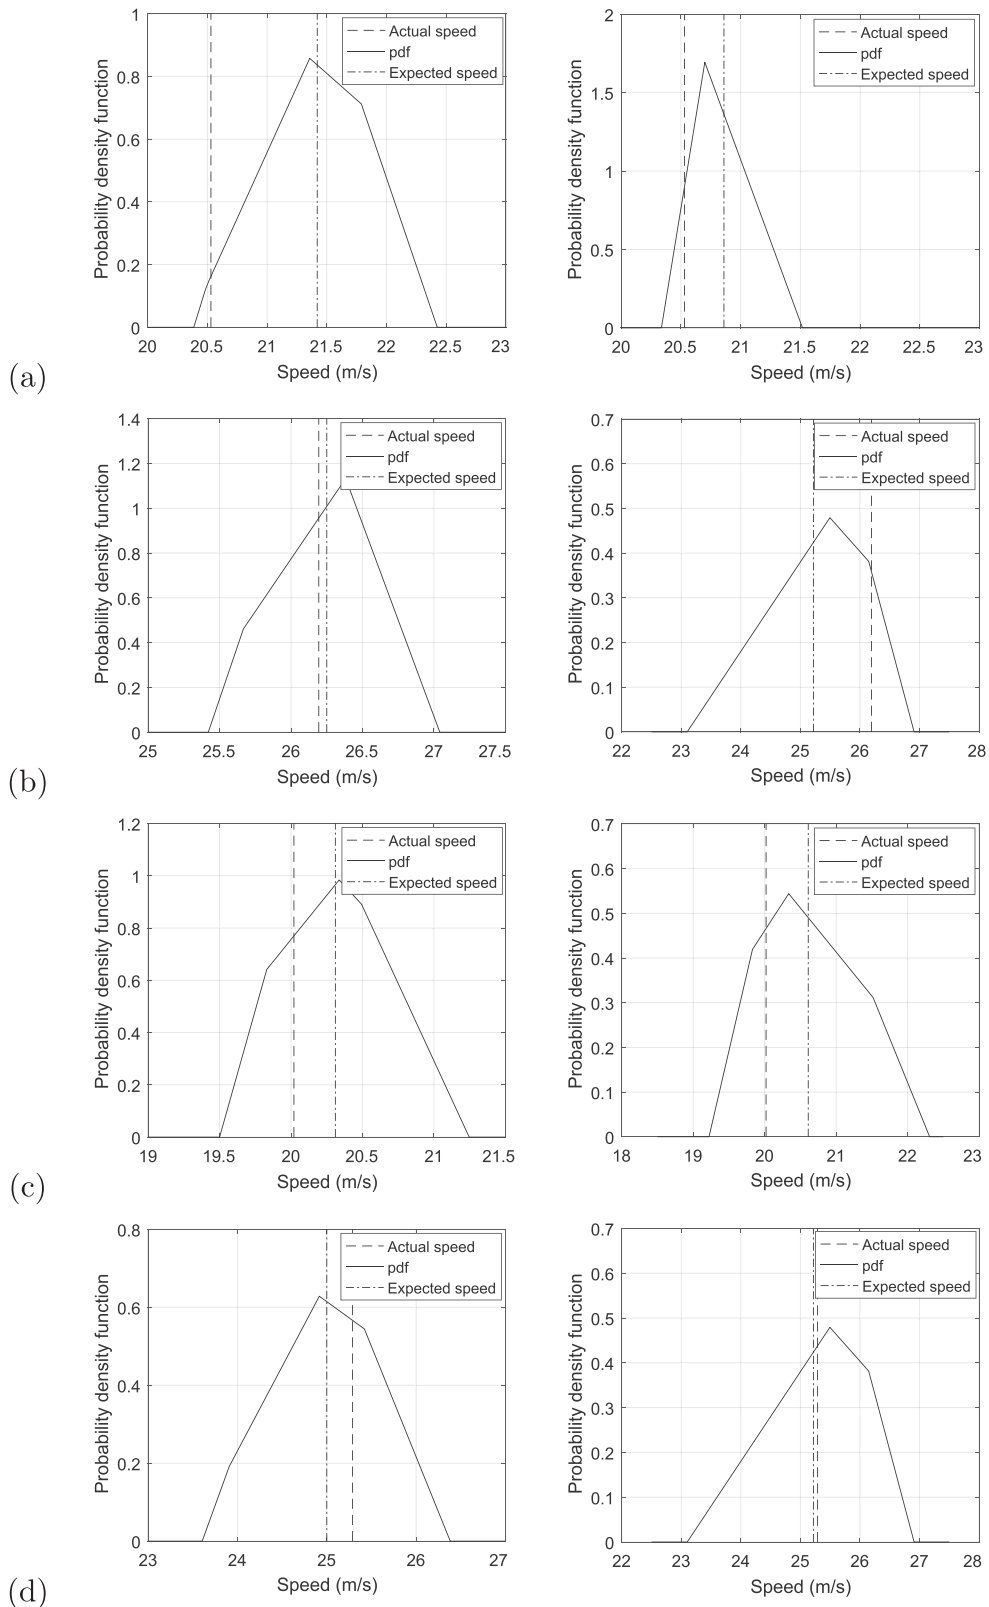 Probability density function
1
0.8
0.6
0.4
0.2
0
Actual speed
pdf
Expected speed
20 20.5 21 21.5 22 22.5 23
Speed (m/s)
Probability density function
2
1.5
1
0.5
0
Actual speed
pdf
Expected speed
20 20.5 21 21.5 22 22.5 23
Speed (m/s)
(a)
Probability density function
1.4
1.2
1
0.8
0.6
0.4
0.2
0
Actual speed
pdf
Expected speed
25 25.5 26 26.5 27 27.5
Speed (m/s)
Probability density function
0.7
0.6
0.5
0.4
0.3
0.2
0.1
0
Actual speed
pdf
Expected speed
22 23 24 25 26 27 28
Speed (m/s)
(b)
Probability density function
1.2
1
0.8
0.6
0.4
0.2
0
Actual speed
pdf
Expected speed
19 19.5 20 20.5 21 21.5
Speed (m/s)
Probability density function
0.7
0.6
0.5
0.4
0.3
0.2
0.1
0
Actual speed
pdf
Expected speed
18 19 20 21 22 23
Speed (m/s)
(c)
Probability density function
0.8
0.6
0.4
0.2
0
Actual speed
pdf
Expected speed
23 24 25 26 27
Speed (m/s)
Probability density function
0.7
0.6
0.5
0.4
0.3
0.2
0.1
0
Actual speed
pdf
Expected speed
22 23 24 25 26 27 28
Speed (m/s)
(d)